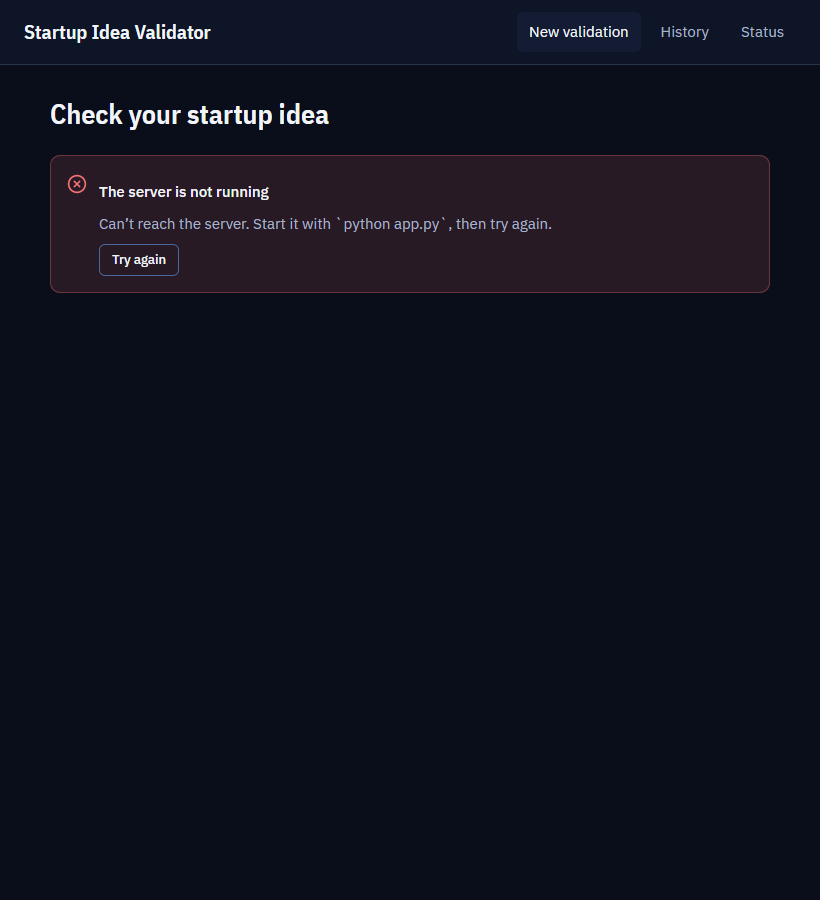 Startup Idea Validator
New validation
History
Status
Check your startup idea
The server is not running
Can’t reach the server. Start it with `python app.py`, then try again.
Try again